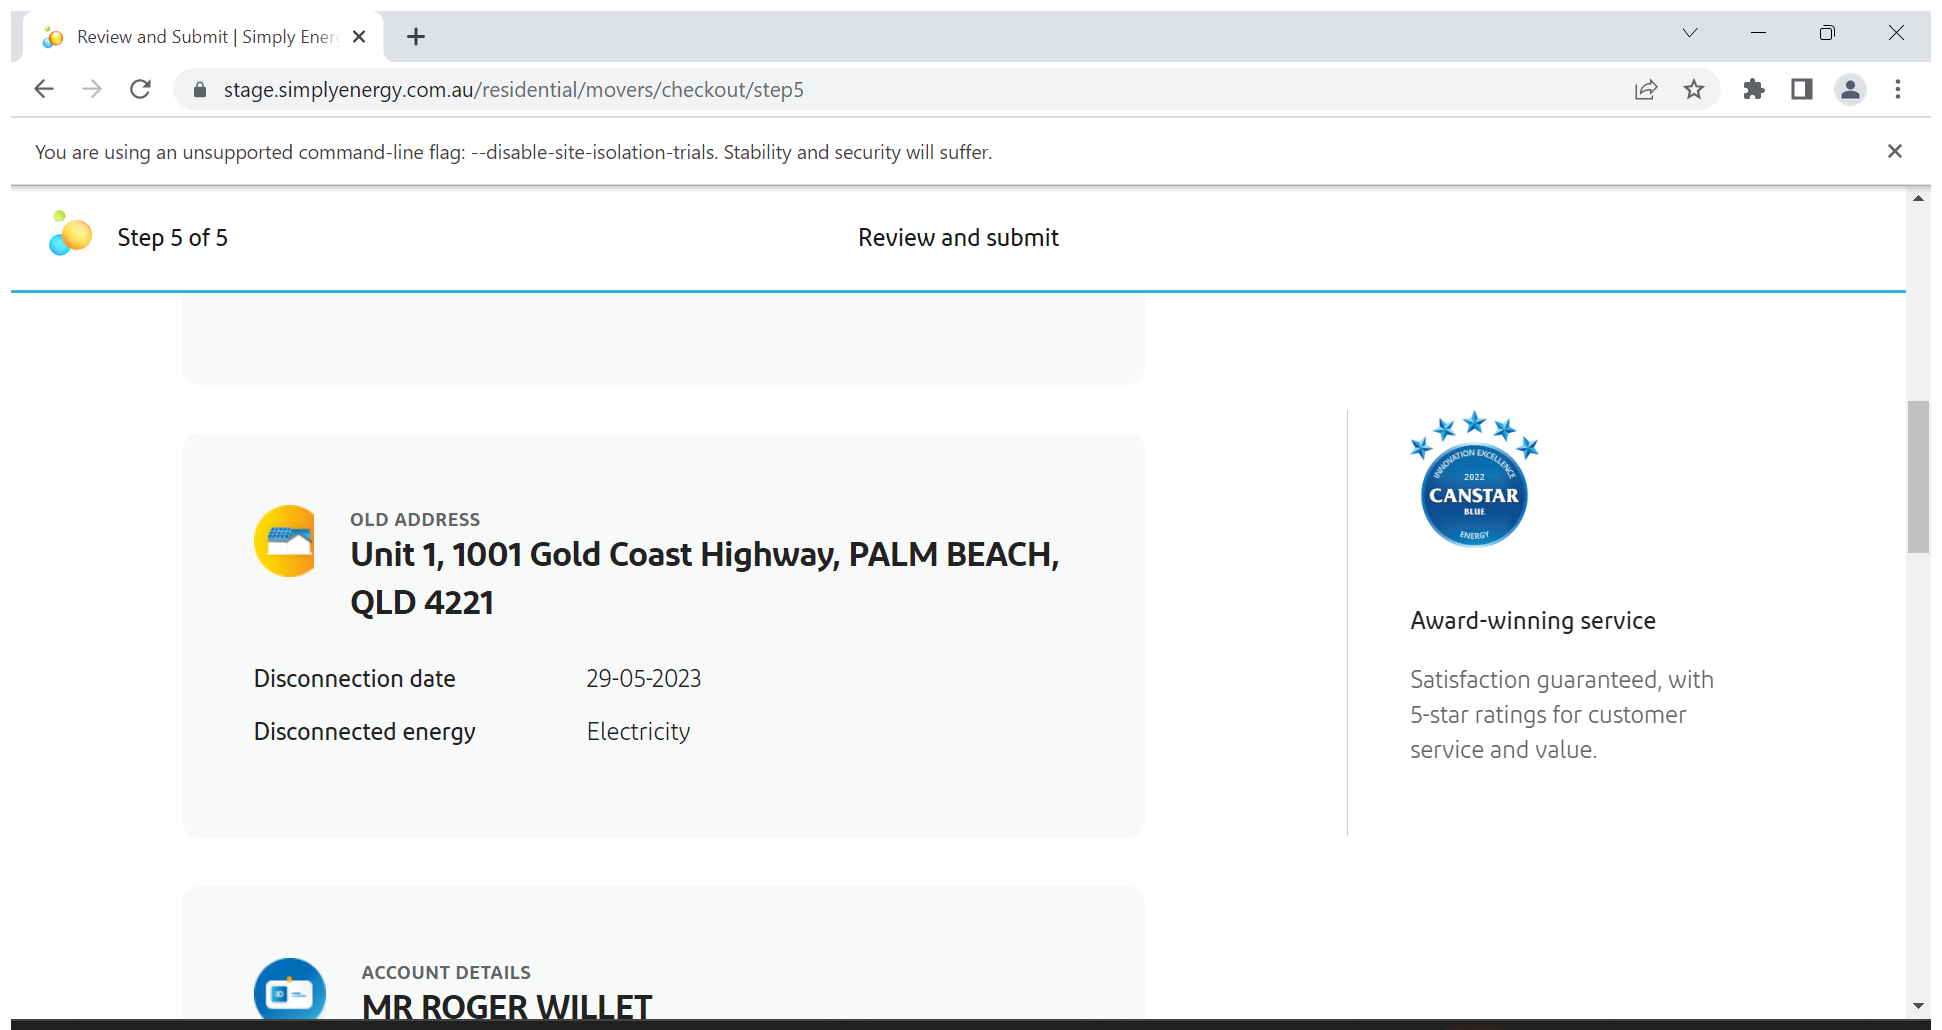 Review and Submit | Simply Ener
stage.simplyenergy.com.au/residential/movers/checkout/step5
You are using an unsupported command-line flag: --disable-site-isolation-trials. Stability and security will suffer.
Step 5 of 5
Review and submit
OLD ADDRESS
Unit 1, 1001 Gold Coast Highway, PALM BEACH,
QLD 4221
Disconnection date 29-05-2023
Disconnected energy Electricity
INNOVATION EXCELLENCE
2022
CANSTAR
BLUE
ENERGY
Award-winning service
Satisfaction guaranteed, with
5-star ratings for customer
service and value.
ACCOUNT DETAILS
MR ROGER WILLET